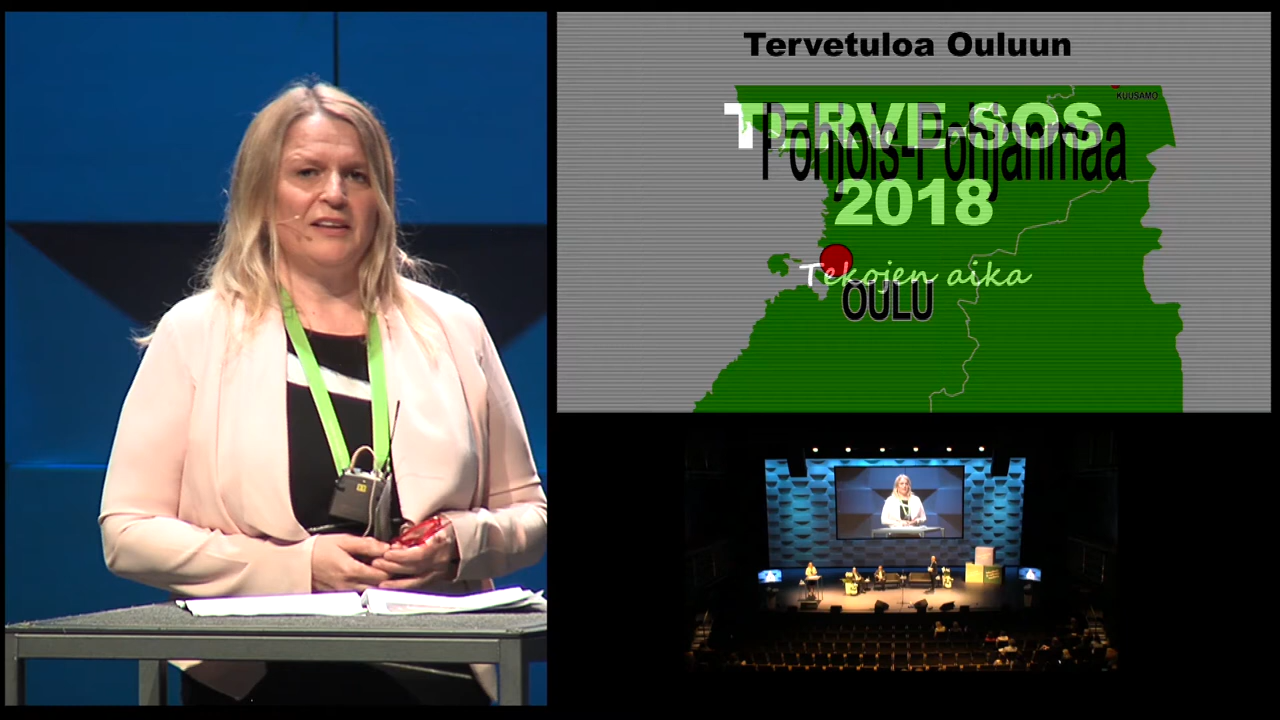 Tervetuloa Ouluun
KUUSAMO
TERVE-SOS
Pohjois-Pohjanmaa
2018
Tekojen aika
OULU